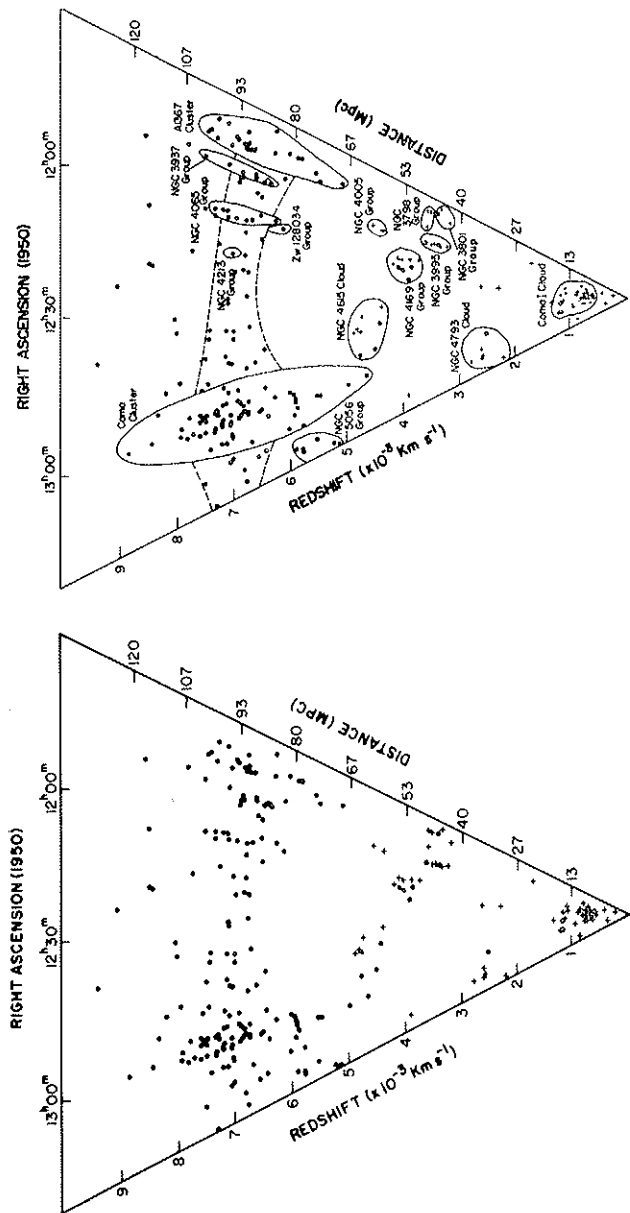 RIGHT ASCENSION (1950)
13ʰ00ᵐ
12ʰ30ᵐ
12ʰ00ᵐ
9
8
7
6
5
4
3
2
1
REDSHIFT (x10⁻³ Km s⁻¹)
120
107
93
80
67
53
40
27
13
DISTANCE (MPC)
RIGHT ASCENSION (1950)
13ʰ00ᵐ
12ʰ30ᵐ
12ʰ00ᵐ
9
8
7
6
5
4
3
2
1
REDSHIFT (x10⁻⁸ Km s⁻¹)
120
107
93
80
67
53
40
27
13
DISTANCE (Mpc)
Coma
Cluster
NGC 4213
Group
NGC 4065
Group
NGC 3937
Group
A1367
Cluster
Zw 128034
Group
NGC
5056
Group
NGC 4615 Cloud
NGC 4005
Group
NGC 4169
Group
NGC
3798
NGC 3995
Group
NGC 3801
Group
NGC 4793 Cloud
Coma I Cloud